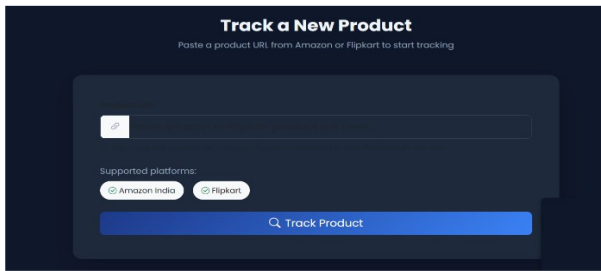 Track a New Product
Paste a product URL from Amazon or Flipkart to start tracking
Supported platforms:
Amazon India
Flipkart
Track Product